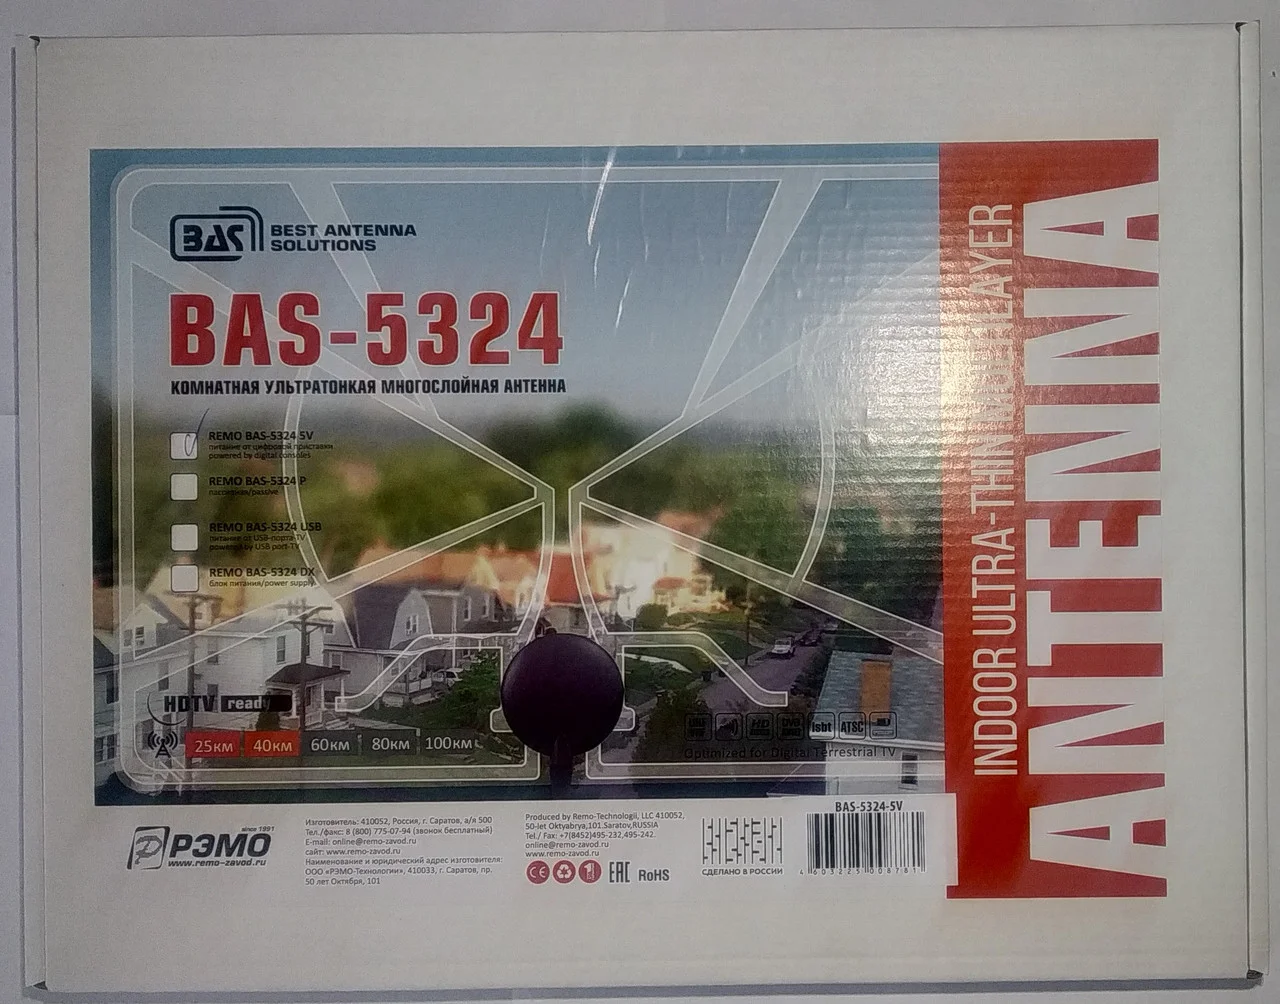 BAS
BEST ANTENNA
SOLUTIONS
BAS-5324
КОМНАТНАЯ УЛЬТРАТОНКАЯ МНОГОСЛОЙНАЯ АНТЕННА
REMO BAS-5324 5V
питание от цифровой приставки
powered by digital consoles
REMO BAS-5324 P
пассивная/passive
REMO BAS-5324 USB
питание от USB-порта-TV
powered by USB port-TV
REMO BAS-5324 DX
блок питания/power supply
HDTV ready
25км 40км 60км 80км 100км
HD isbt ATSC
Optimized for Digital Terrestrial TV
INDOOR ULTRA-THIN
ANTENNA
since 1991
РЭМО
www.remo-zavod.ru
Изготовитель: 410052, Россия, г. Саратов, а/я 500
Тел./факс: 8 (800) 775-07-94 (звонок бесплатный)
E-mail: online@remo-zavod.ru
сайт: www.remo-zavod.ru
Наименование и юридический адрес изготовителя:
ООО «РЭМО-Технологии», 410033, г. Саратов, пр.
50 лет Октября, 101
Produced by Remo-Technologii, LLC 410052,
50-let Oktyabrya,101.Saratov,RUSSIA
Tel./ Fax: +7(8452)495-232,495-242.
online@remo-zavod.ru
www.remo-zavod.ru
CE EAC RoHS
СДЕЛАНО В РОССИИ
BAS-5324-5V
4603225008781